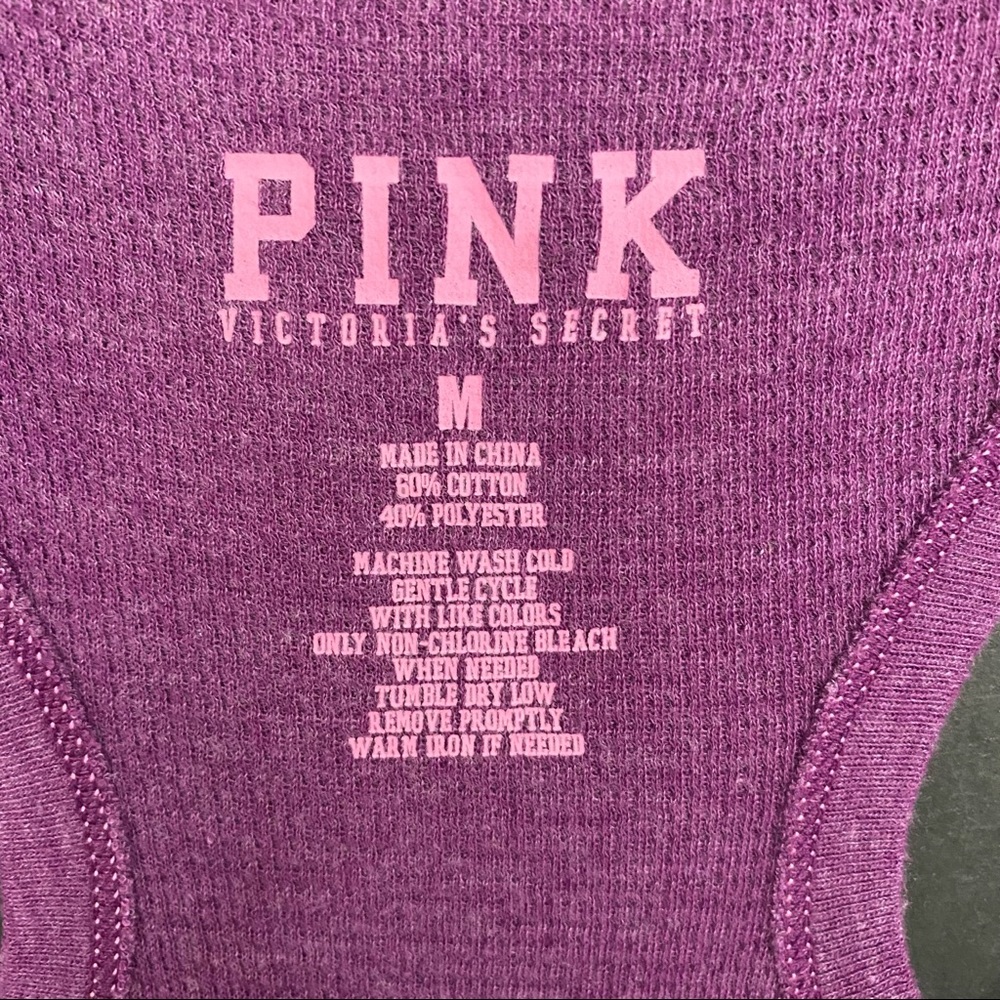 PINK
VICTORIA'S SECRET
M
MADE IN CHINA
60% COTTON
40% POLYESTER
MACHINE WASH COLD
GENTLE CYCLE
WITH LIKE COLORS
ONLY NON-CHLORINE BLEACH
WHEN NEEDED
TUMBLE DRY LOW
REMOVE PROMPTLY
WARM IRON IF NEEDED